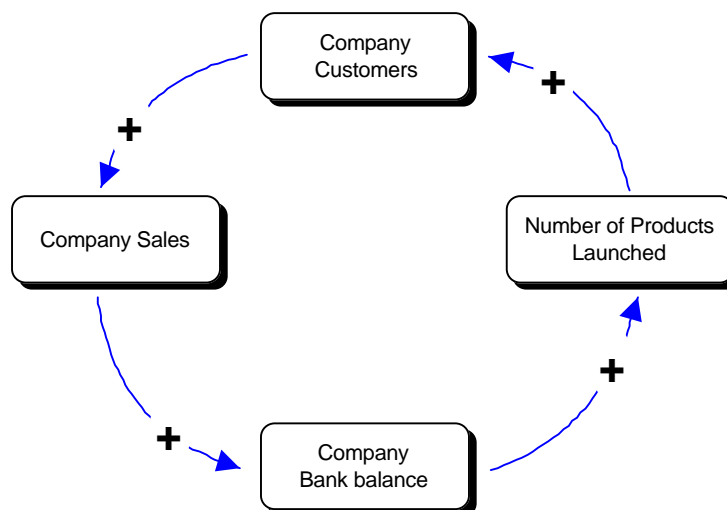 Company
Customers
+
+
Company Sales
Number of Products
Launched
+
+
Company
Bank balance